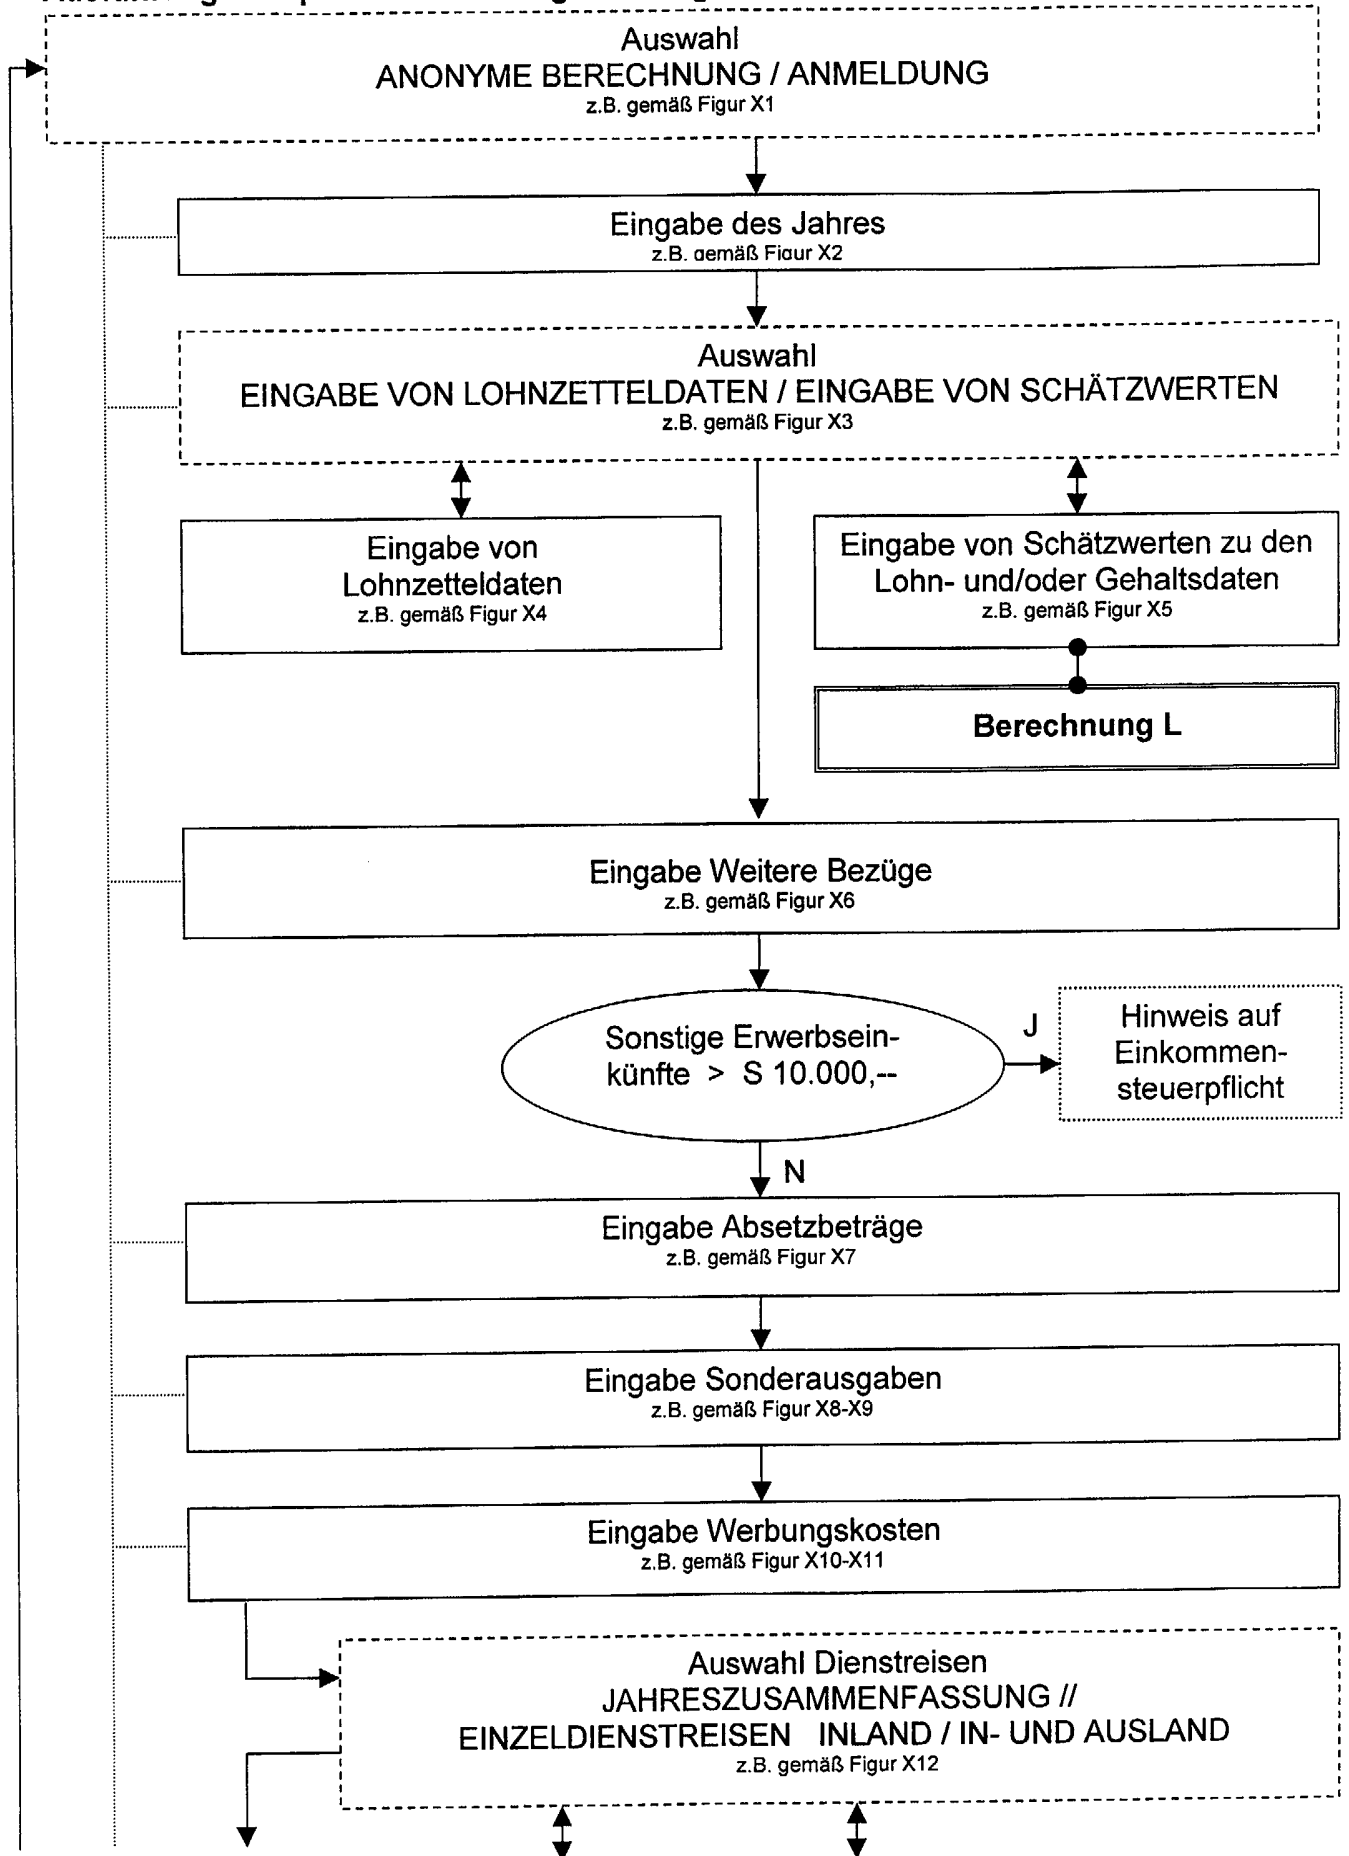 Auswahl
ANONYME BERECHNUNG / ANMELDUNG
z.B. gemäß Figur X1
Eingabe des Jahres
z.B. gemäß Figur X2
Auswahl
EINGABE VON LOHNZETTELDATEN / EINGABE VON SCHÄTZWERTEN
z.B. gemäß Figur X3
Eingabe von
Lohnzetteldaten
z.B. gemäß Figur X4
Eingabe von Schätzwerten zu den
Lohn- und/oder Gehaltsdaten
z.B. gemäß Figur X5
Berechnung L
Eingabe Weitere Bezüge
z.B. gemäß Figur X6
Sonstige Erwerbsein-
künfte > S 10.000,--
J
Hinweis auf
Einkommen-
steuerpflicht
N
Eingabe Absetzbeträge
z.B. gemäß Figur X7
Eingabe Sonderausgaben
z.B. gemäß Figur X8-X9
Eingabe Werbungskosten
z.B. gemäß Figur X10-X11
Auswahl Dienstreisen
JAHRESZUSAMMENFASSUNG //
EINZELDIENSTREISEN INLAND / IN- UND AUSLAND
z.B. gemäß Figur X12